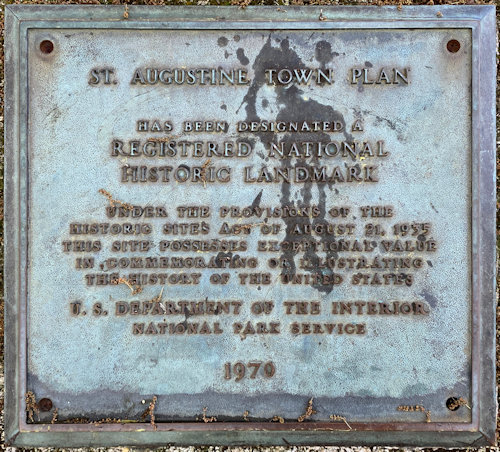 ST. AUGUSTINE TOWN PLAN
HAS BEEN DESIGNATED A
REGISTERED NATIONAL
HISTORIC LANDMARK
UNDER THE PROVISIONS OF THE
HISTORIC SITES ACT OF AUGUST 21, 1935
THIS SITE POSSESSES EXCEPTIONAL VALUE
IN COMMEMORATING OR ILLUSTRATING
THE HISTORY OF THE UNITED STATES
U. S. DEPARTMENT OF THE INTERIOR
NATIONAL PARK SERVICE
1970